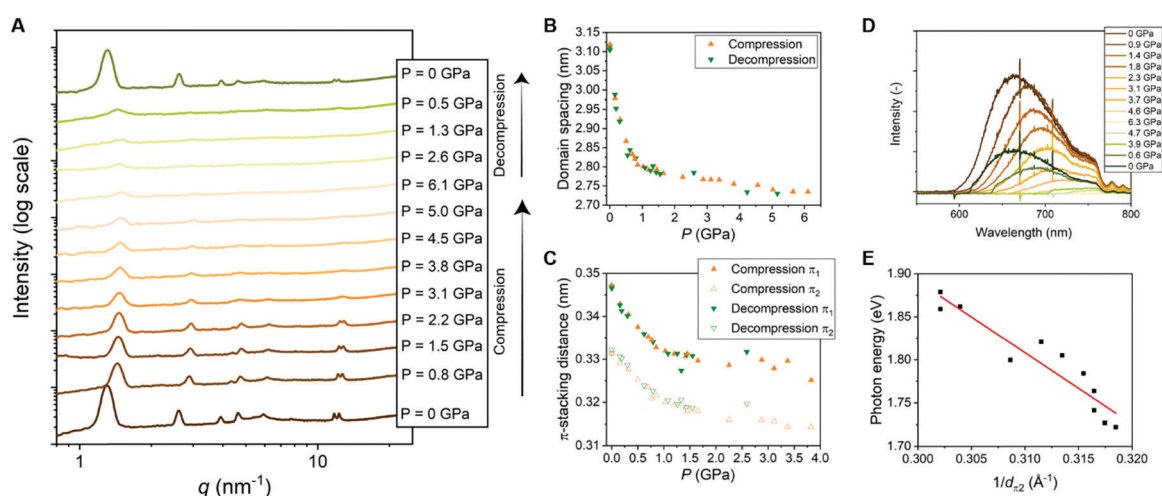 A
Intensity (log scale)
P = 0 GPa
P = 0.5 GPa
P = 1.3 GPa
P = 2.6 GPa
P = 6.1 GPa
P = 5.0 GPa
P = 4.5 GPa
P = 3.8 GPa
P = 3.1 GPa
P = 2.2 GPa
P = 1.5 GPa
P = 0.8 GPa
P = 0 GPa
Decompression
Compression
1 10
q (nm⁻¹)
B
Domain spacing (nm)
3.15
3.10
3.05
3.00
2.95
2.90
2.85
2.80
2.75
2.70
Compression
Decompression
0 1 2 3 4 5 6
P (GPa)
C
π-stacking distance (nm)
0.35
0.34
0.33
0.32
0.31
Compression π₁
Compression π₂
Decompression π₁
Decompression π₂
0.0 0.5 1.0 1.5 2.0 2.5 3.0 3.5 4.0
P (GPa)
D
Intensity (-)
0 GPa
0.9 GPa
1.4 GPa
1.8 GPa
2.3 GPa
3.1 GPa
3.7 GPa
4.6 GPa
6.3 GPa
4.7 GPa
3.9 GPa
0.6 GPa
0 GPa
600 700 800
Wavelength (nm)
E
Photon energy (eV)
1.90
1.85
1.80
1.75
1.70
0.300 0.305 0.310 0.315 0.320
1/dπ2 (Å⁻¹)